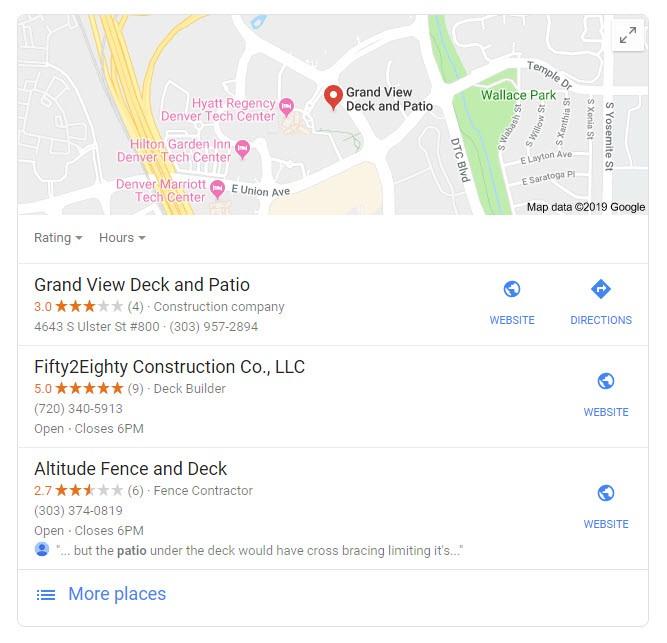 Grand View
Deck and Patio
Hyatt Regency
Denver Tech Center
Hilton Garden Inn
Denver Tech Center
Denver Marriott
Tech Center
E Union Ave
DTC Blvd
Wallace Park
Temple Dr
S Wabash St
S Willow St
S Xanthia St
S Xenia St
S Yosemite St
E Layton Ave
E Saratoga Pl
Map data ©2019 Google
Rating Hours
Grand View Deck and Patio
3.0 (4) · Construction company
4643 S Ulster St #800 · (303) 957-2894
WEBSITE DIRECTIONS
Fifty2Eighty Construction Co., LLC
5.0 (9) · Deck Builder
(720) 340-5913
Open · Closes 6PM
WEBSITE
Altitude Fence and Deck
2.7 (6) · Fence Contractor
(303) 374-0819
Open · Closes 6PM
WEBSITE
"... but the patio under the deck would have cross bracing limiting it's..."
More places